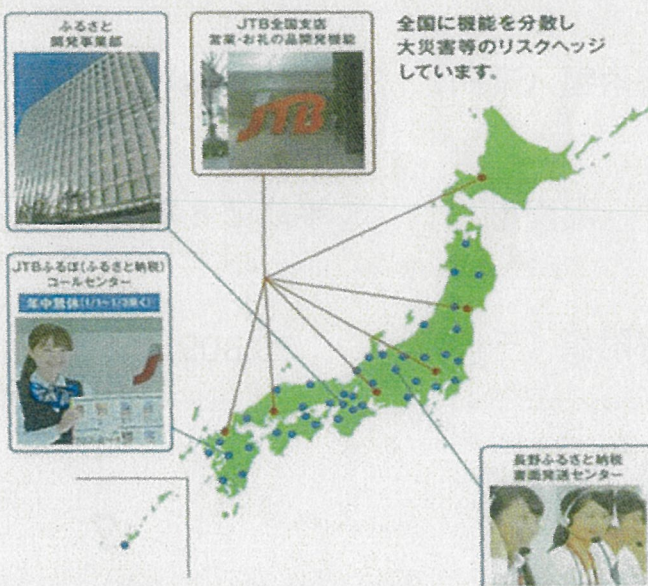 ふるさと
開発事業部
JTB全国支店
営業・お礼の品開発機能
JTB
全国に機能を分散し
大災害等のリスクヘッジ
しています。
JTBふるぽ(ふるさと納税)
コールセンター
年中無休(1/1~1/3除く)
長野ふるさと納税
書面発送センター